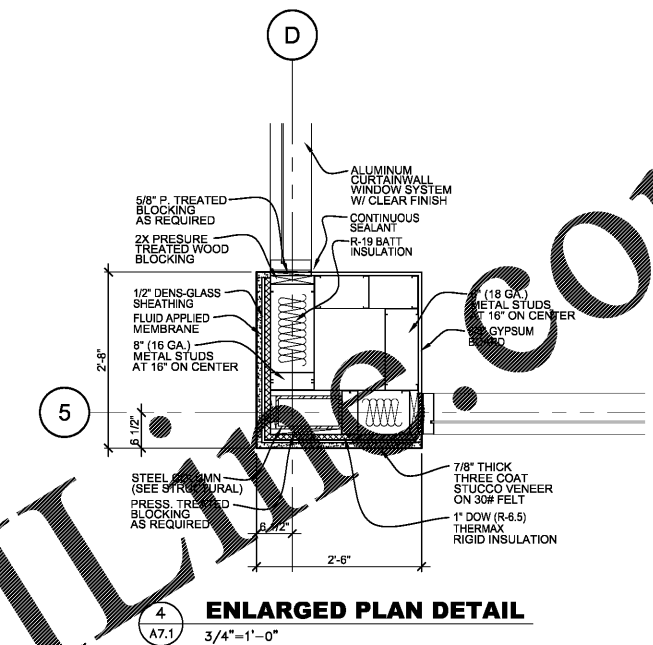 D
ALUMINUM
CURTAINWALL
WINDOW SYSTEM
W/ CLEAR FINISH
5/8" P. TREATED
BLOCKING
AS REQUIRED
CONTINUOUS
SEALANT
2X PRESURE
TREATED WOOD
BLOCKING
R-19 BATT
INSULATION
1/2" DENS-GLASS
SHEATHING
FLUID APPLIED
MEMBRANE
8" (16 GA.)
METAL STUDS
AT 16" ON CENTER
(18 GA.)
METAL STUDS
AT 16" ON CENTER
GYPSUM
BOARD
2'-8"
5
6 1/2"
STEEL COLUMN
(SEE STRUCTURAL)
PRESS. TREATED
BLOCKING
AS REQUIRED
7/8" THICK
THREE COAT
STUCCO VENEER
ON 30# FELT
1" DOW (R-6.5)
THERMAX
RIGID INSULATION
6 1/2"
2'-6"
4
A7.1
ENLARGED PLAN DETAIL
3/4"=1'-0"
Line.co